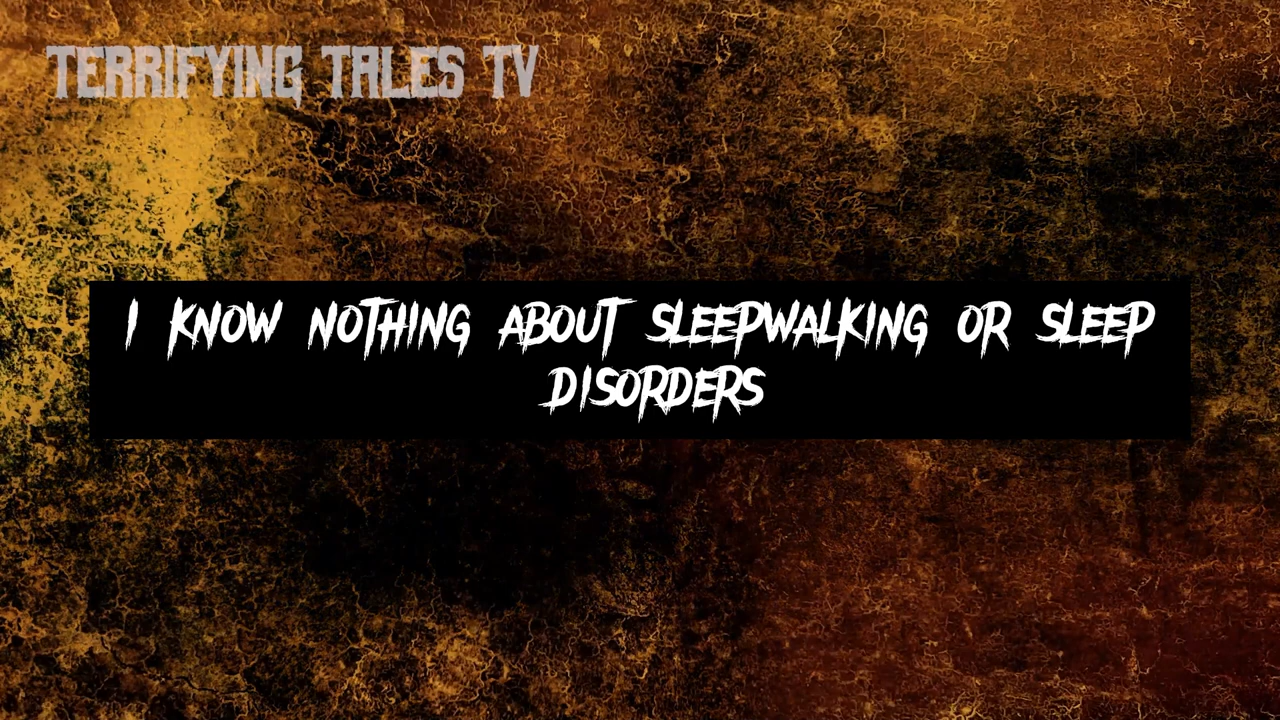 TERRIFYING TALES TV
I KNOW NOTHING ABOUT SLEEPWALKING OR SLEEP
DISORDERS